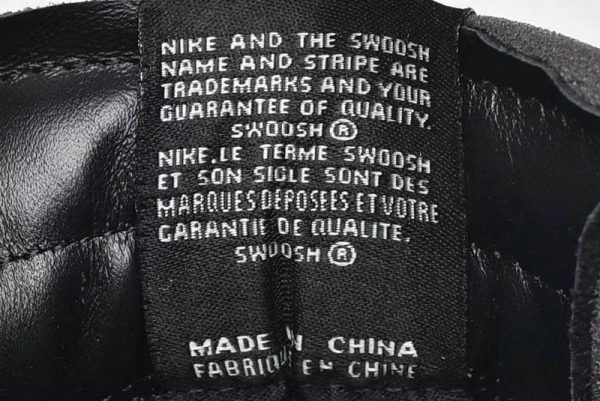 NIKE AND THE SWOOSH
NAME AND STRIPE ARE
TRADEMARKS AND YOUR
GUARANTEE OF QUALITY.
SWOOSH ®
NIKE.LE TERME SWOOSH
ET SON SIGLE SONT DES
MARQUES DEPOSEES ET VOTRE
GARANTIE DE QUALITE.
SWOOSH ®
MADE IN CHINA
FABRIQUE EN CHINE